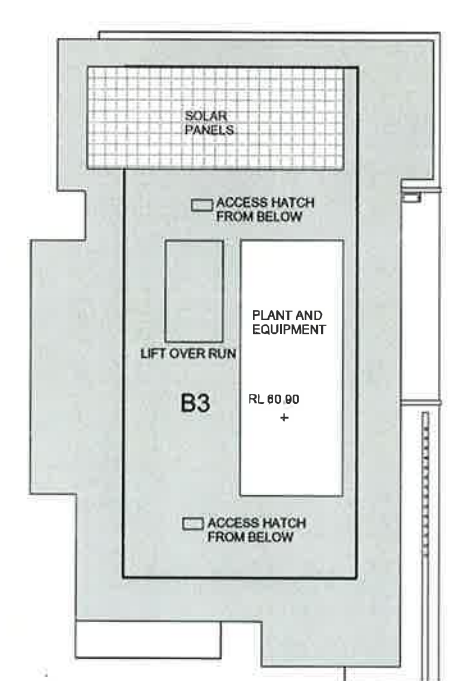 SOLAR
PANELS
ACCESS HATCH
FROM BELOW
PLANT AND
EQUIPMENT
LIFT OVER RUN
B3
RL 60.90
+
ACCESS HATCH
FROM BELOW